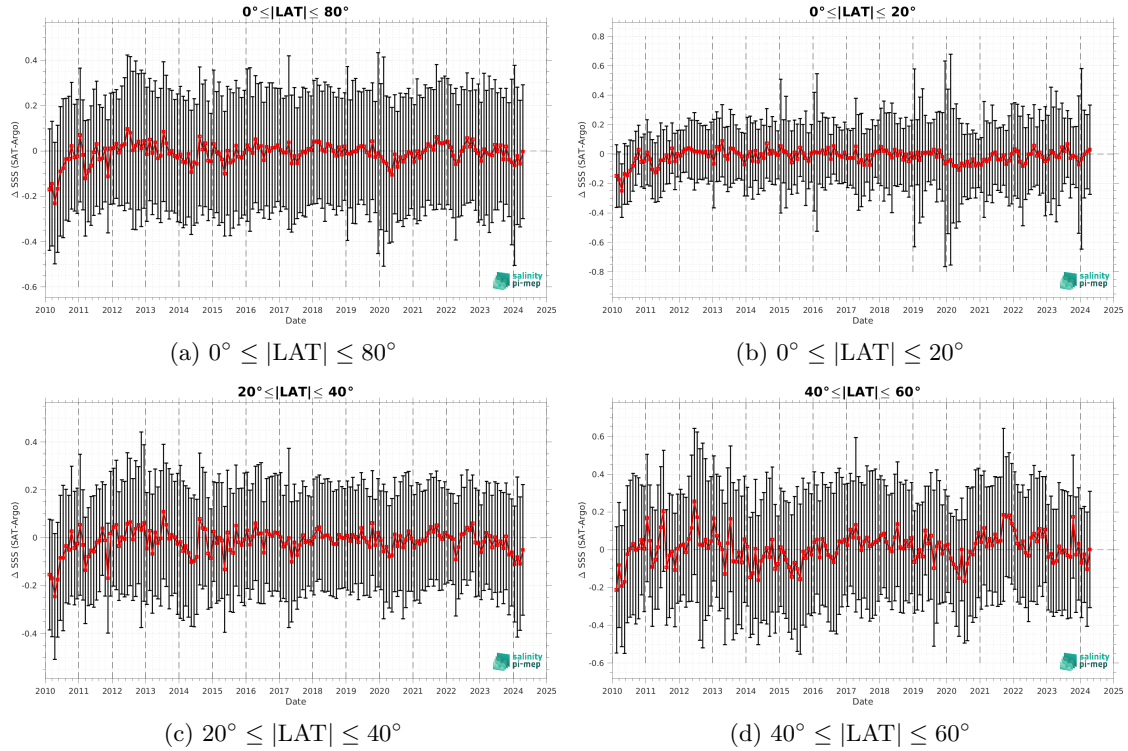 0°≤|LAT|≤ 80°
Δ SSS (SAT-Argo)
0.4
0.2
0
-0.2
-0.4
-0.6
2010 2011 2012 2013 2014 2015 2016 2017 2018 2019 2020 2021 2022 2023 2024 2025
Date
salinity
pi-mep
(a) 0° ≤ |LAT| ≤ 80°
0°≤|LAT|≤ 20°
Δ SSS (SAT-Argo)
0.8
0.6
0.4
0.2
0
-0.2
-0.4
-0.6
-0.8
2010 2011 2012 2013 2014 2015 2016 2017 2018 2019 2020 2021 2022 2023 2024 2025
Date
salinity
pi-mep
(b) 0° ≤ |LAT| ≤ 20°
20°≤|LAT|≤ 40°
Δ SSS (SAT-Argo)
0.4
0.2
0
-0.2
-0.4
2010 2011 2012 2013 2014 2015 2016 2017 2018 2019 2020 2021 2022 2023 2024 2025
Date
salinity
pi-mep
(c) 20° ≤ |LAT| ≤ 40°
40°≤|LAT|≤ 60°
Δ SSS (SAT-Argo)
0.6
0.4
0.2
0
-0.2
-0.4
-0.6
2010 2011 2012 2013 2014 2015 2016 2017 2018 2019 2020 2021 2022 2023 2024 2025
Date
salinity
pi-mep
(d) 40° ≤ |LAT| ≤ 60°